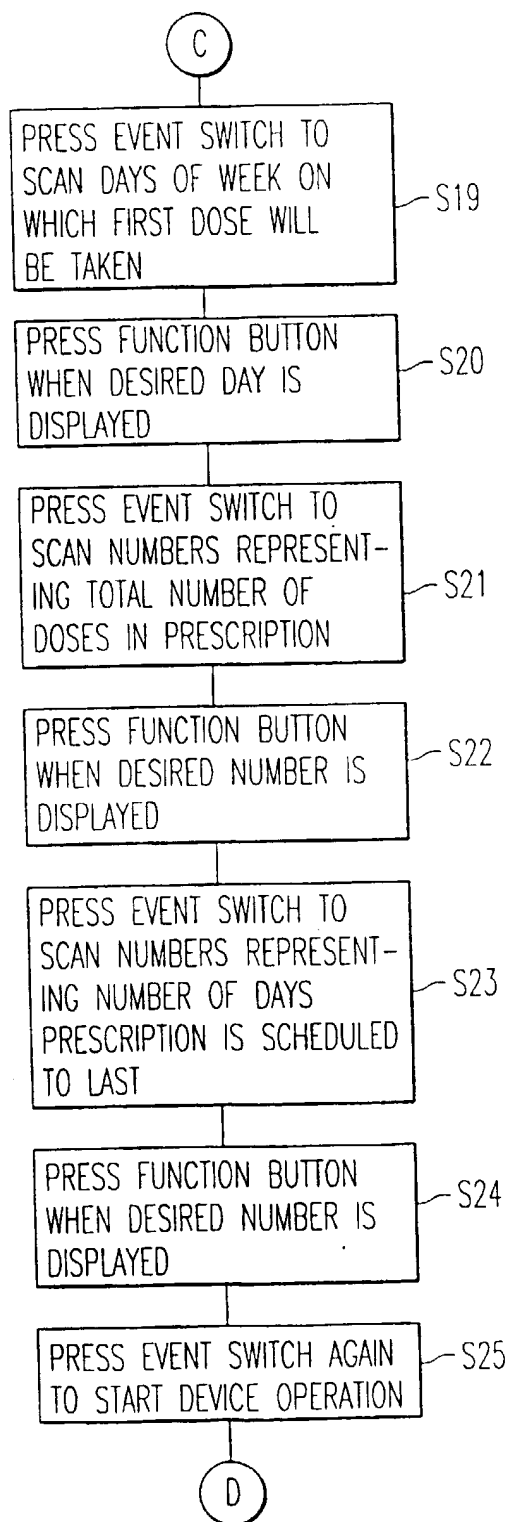 C
PRESS EVENT SWITCH TO
SCAN DAYS OF WEEK ON
WHICH FIRST DOSE WILL
BE TAKEN
S19
PRESS FUNCTION BUTTON
WHEN DESIRED DAY IS
DISPLAYED
S20
PRESS EVENT SWITCH TO
SCAN NUMBERS REPRESENT-
ING TOTAL NUMBER OF
DOSES IN PRESCRIPTION
S21
PRESS FUNCTION BUTTON
WHEN DESIRED NUMBER IS
DISPLAYED
S22
PRESS EVENT SWITCH TO
SCAN NUMBERS REPRESENT-
ING NUMBER OF DAYS
PRESCRIPTION IS SCHEDULED
TO LAST
S23
PRESS FUNCTION BUTTON
WHEN DESIRED NUMBER IS
DISPLAYED
S24
PRESS EVENT SWITCH AGAIN
TO START DEVICE OPERATION
S25
D